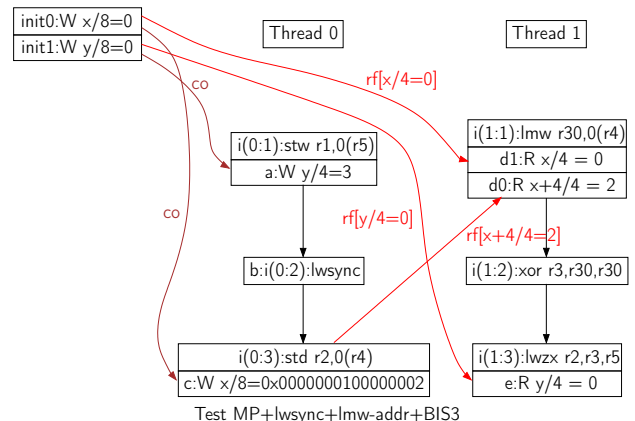 init0:W x/8=0
init1:W y/8=0
Thread 0
Thread 1
rf[x/4=0]
co
i(0:1):stw r1,0(r5)
a:W y/4=3
i(1:1):lmw r30,0(r4)
d1:R x/4 = 0
d0:R x+4/4 = 2
co
rf[y/4=0]
rf[x+4/4=2]
b:i(0:2):lwsync
i(1:2):xor r3,r30,r30
i(0:3):std r2,0(r4)
c:W x/8=0x0000000100000002
i(1:3):lwzx r2,r3,r5
e:R y/4 = 0
Test MP+lwsync+lmw-addr+BIS3